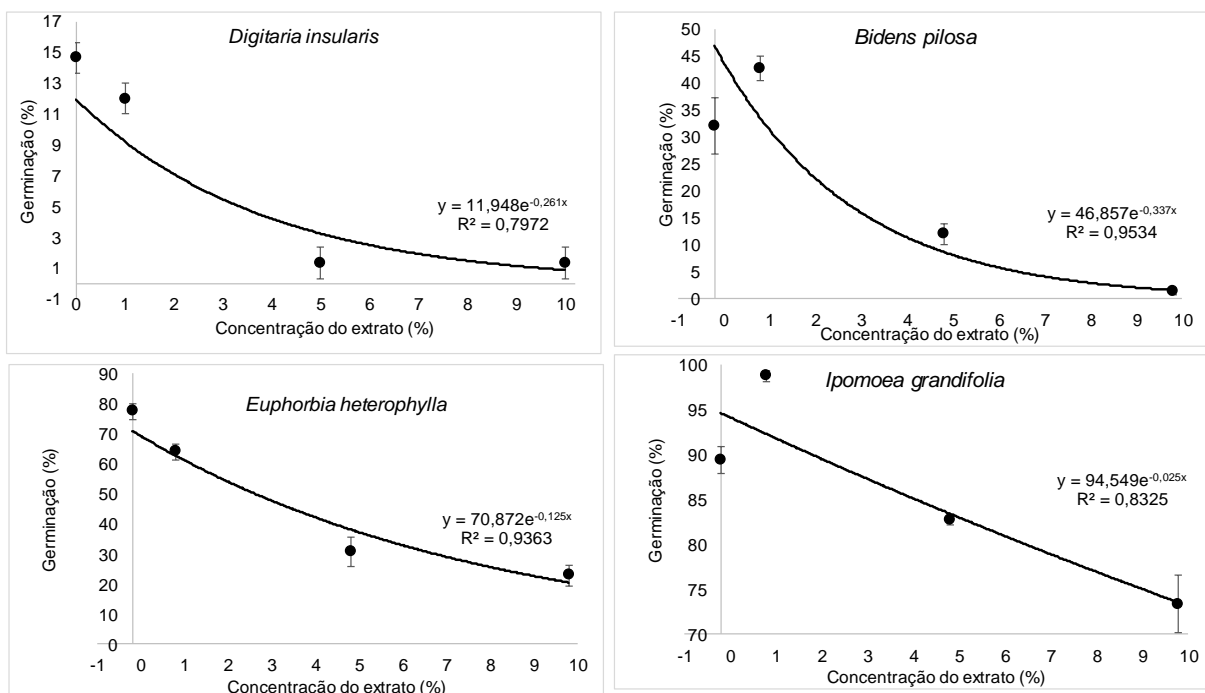 Digitaria insularis
Germinação (%)
17
15
13
11
9
7
5
3
1
-1
y = 11,948e^-0,261x
R² = 0,7972
0 1 2 3 4 5 6 7 8 9 10
Concentração do extrato (%)
Bidens pilosa
Germinação (%)
50
45
40
35
30
25
20
15
10
5
0
y = 46,857e^-0,337x
R² = 0,9534
-1 0 1 2 3 4 5 6 7 8 9 10
Concentração do extrato (%)
Euphorbia heterophylla
Germinação (%)
90
80
70
60
50
40
30
20
10
0
y = 70,872e^-0,125x
R² = 0,9363
-1 0 1 2 3 4 5 6 7 8 9 10
Concentração do extrato (%)
Ipomoea grandifolia
Germinação (%)
100
95
90
85
80
75
70
y = 94,549e^-0,025x
R² = 0,8325
-1 0 1 2 3 4 5 6 7 8 9 10
Concentração do extrato (%)